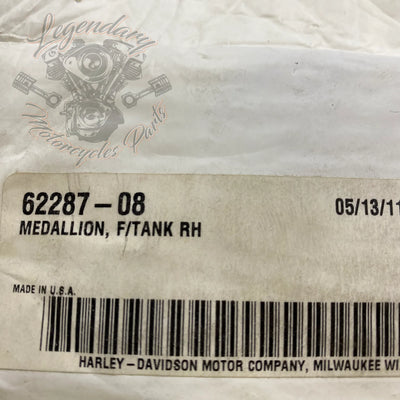 Legendary
Motorcycles Parts
62287-08
05/13/11
MEDALLION, F/TANK RH
MADE IN U.S.A.
HARLEY-DAVIDSON MOTOR COMPANY, MILWAUKEE WI